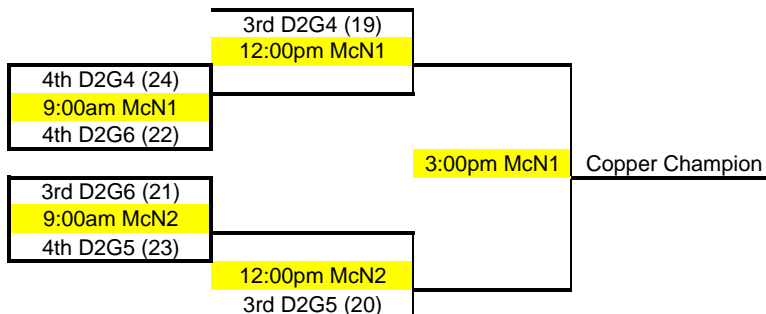 3rd D2G4 (19)
12:00pm McN1
4th D2G4 (24)
9:00am McN1
4th D2G6 (22)
3:00pm McN1 Copper Champion
3rd D2G6 (21)
9:00am McN2
4th D2G5 (23)
12:00pm McN2
3rd D2G5 (20)